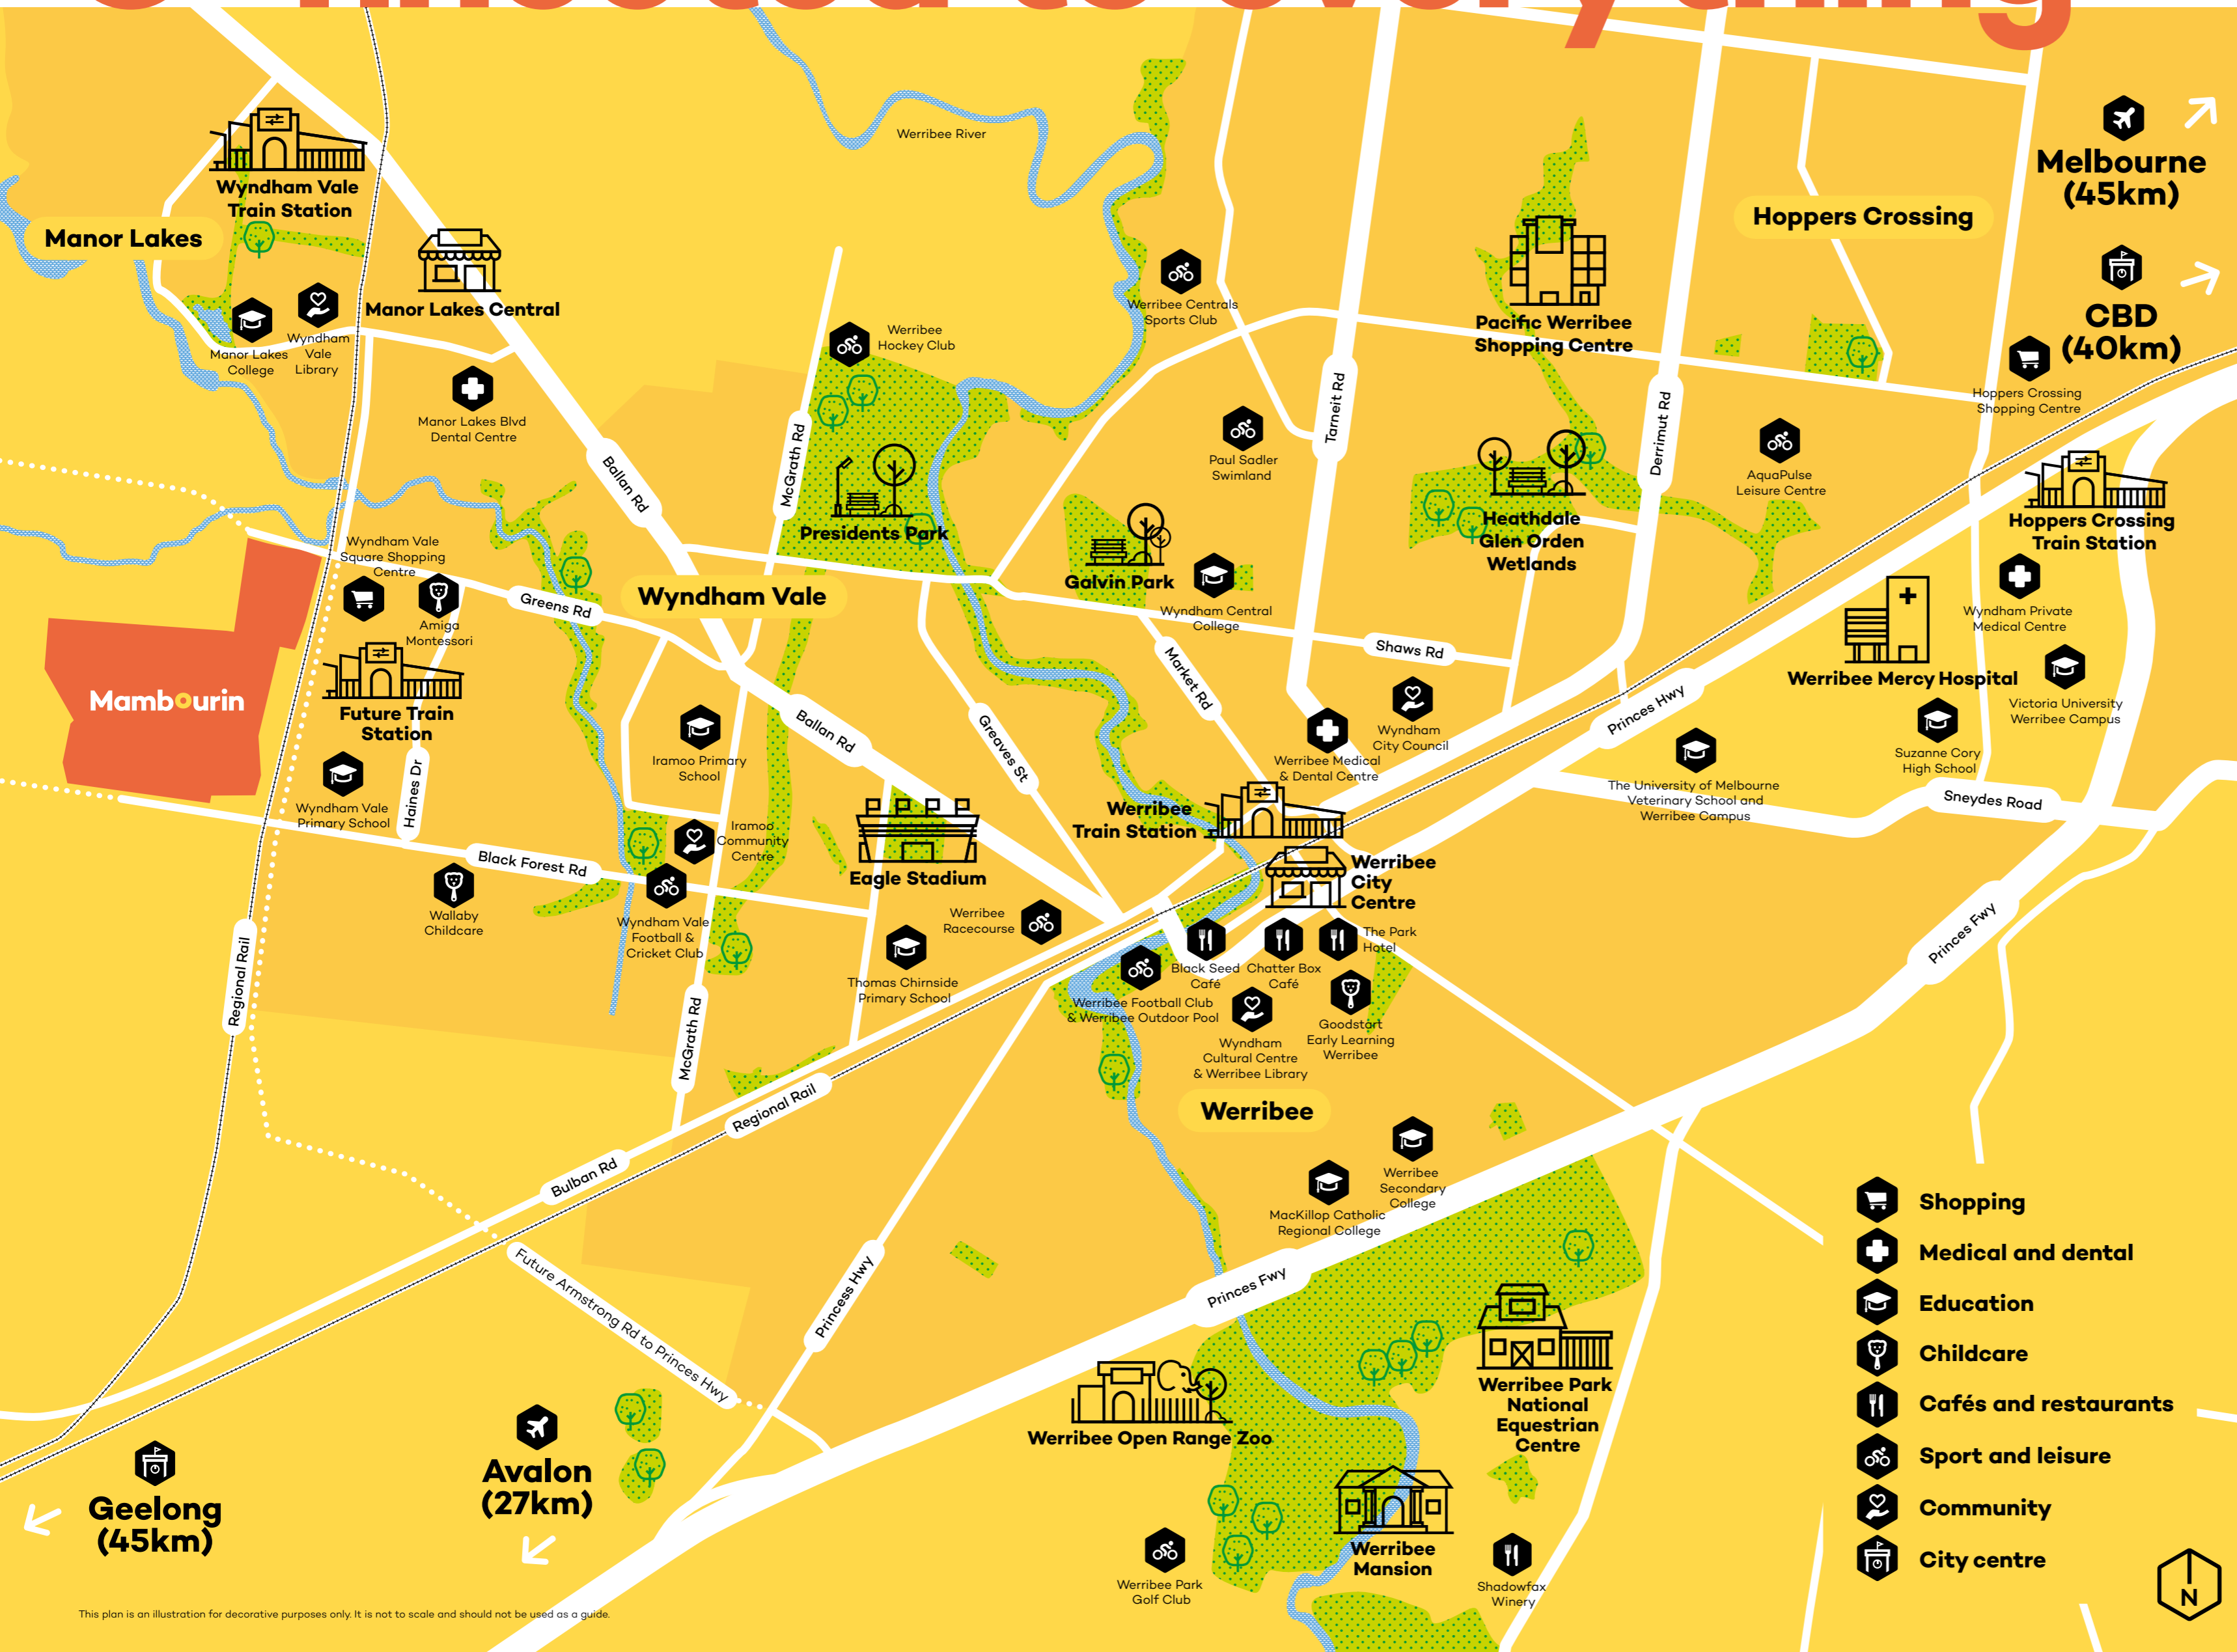 Wyndham Vale
Train Station
Manor Lakes
Manor Lakes Central
Manor Lakes
College
Wyndham
Vale
Library
Manor Lakes Blvd
Dental Centre
Werribee River
Werribee Centrals
Sports Club
Werribee
Hockey Club
Pacific Werribee
Shopping Centre
Hoppers Crossing
Melbourne
(45km)
CBD
(40km)
Hoppers Crossing
Shopping Centre
Ballan Rd
McGrath Rd
Presidents Park
Paul Sadler
Swimland
Tarneit Rd
Derrimut Rd
Heathdale
Glen Orden
Wetlands
AquaPulse
Leisure Centre
Hoppers Crossing
Train Station
Wyndham Private
Medical Centre
Galvin Park
Wyndham Central
College
Wyndham Vale
Square Shopping
Centre
Amiga
Montessori
Greens Rd
Wyndham Vale
Shaws Rd
Market Rd
Werribee Mercy Hospital
Victoria University
Werribee Campus
Suzanne Cory
High School
Princes Hwy
Mambourin
Future Train
Station
Haines Dr
Wyndham Vale
Primary School
Iramoo Primary
School
Ballan Rd
Greaves St
Wyndham
City Council
Werribee Medical
& Dental Centre
The University of Melbourne
Veterinary School and
Werribee Campus
Sneydes Road
Werribee
Train Station
Iramoo
Community
Centre
Black Forest Rd
Wallaby
Childcare
Wyndham Vale
Football &
Cricket Club
Eagle Stadium
Werribee
Racecourse
Thomas Chirnside
Primary School
Werribee
City
Centre
The Park
Hotel
Black Seed
Café
Chatter Box
Café
Werribee Football Club
& Werribee Outdoor Pool
Wyndham
Cultural Centre
& Werribee Library
Goodstart
Early Learning
Werribee
Princes Fwy
Regional Rail
McGrath Rd
Regional Rail
Bulban Rd
Werribee
Werribee
Secondary
College
MacKillop Catholic
Regional College
Future Armstrong Rd to Princes Hwy
Princess Hwy
Princes Fwy
Werribee Park
National
Equestrian
Centre
Werribee Open Range Zoo
Werribee
Mansion
Werribee Park
Golf Club
Shadowfax
Winery
Avalon
(27km)
Geelong
(45km)
Shopping
Medical and dental
Education
Childcare
Cafés and restaurants
Sport and leisure
Community
City centre
N
This plan is an illustration for decorative purposes only. It is not to scale and should not be used as a guide.